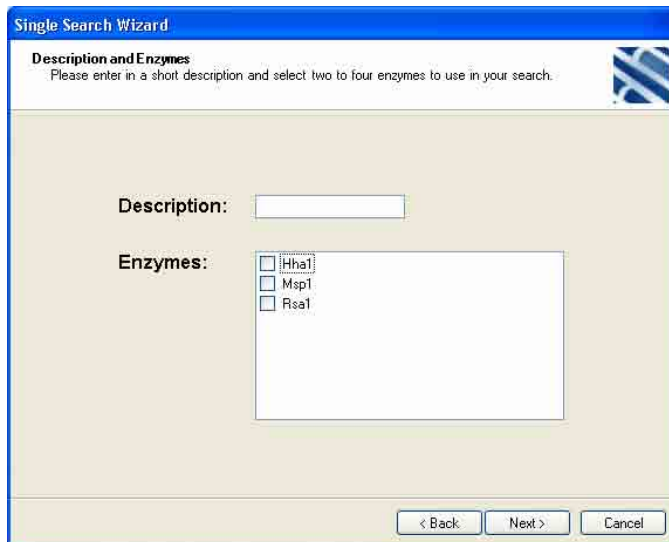 Single Search Wizard
Description and Enzymes
Please enter in a short description and select two to four enzymes to use in your search.
Description:
Enzymes:
Hha1
Msp1
Rsa1
< Back
Next >
Cancel